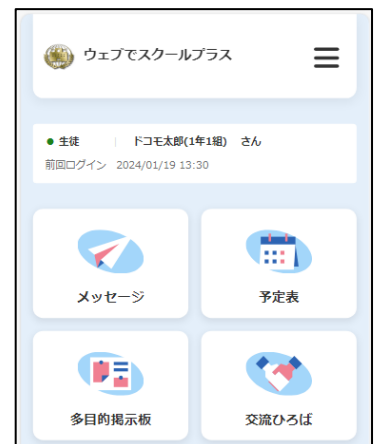 ウェブでスクールプラス
生徒 | ドコモ太郎(1年1組) さん
前回ログイン 2024/01/19 13:30
メッセージ 予定表
多目的掲示板 交流ひろば